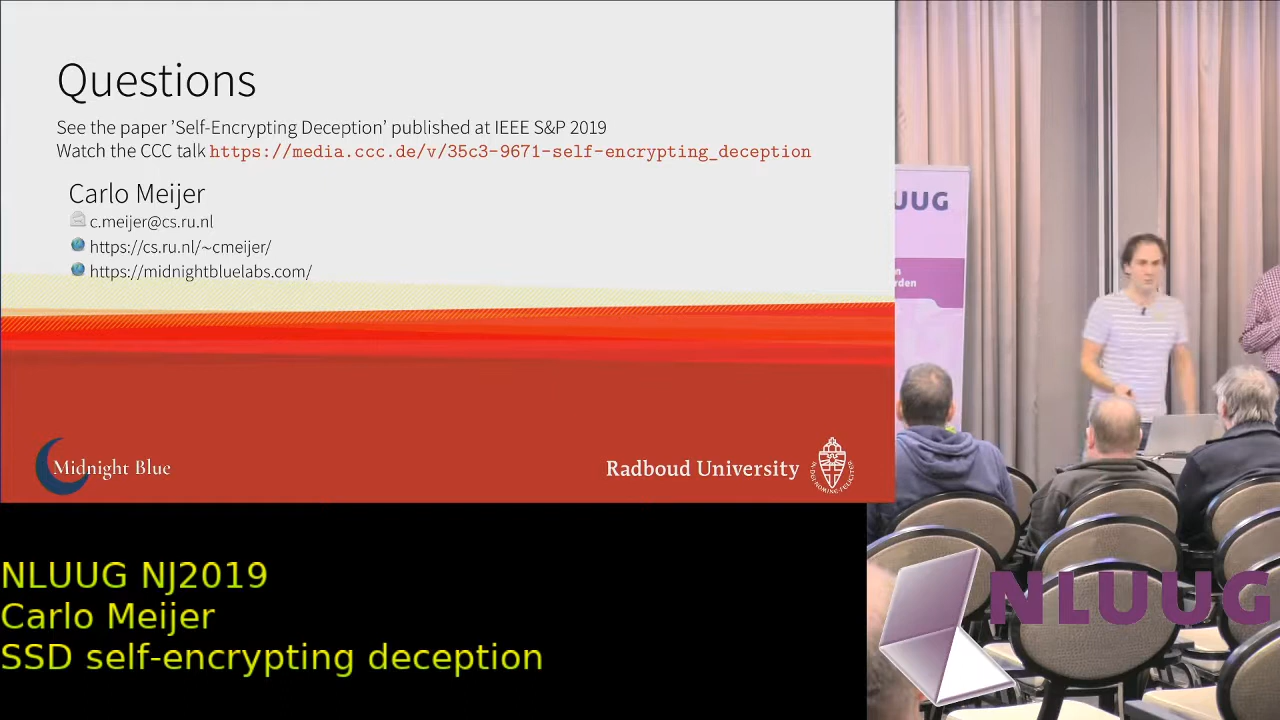 Questions
See the paper ’Self-Encrypting Deception’ published at IEEE S&P 2019
Watch the CCC talk https://media.ccc.de/v/35c3-9671-self-encrypting_deception
Carlo Meijer
c.meijer@cs.ru.nl
https://cs.ru.nl/~cmeijer/
https://midnightbluelabs.com/
Midnight Blue
Radboud University
UUG
NLUUG NJ2019
Carlo Meijer
SSD self-encrypting deception
NLUUG